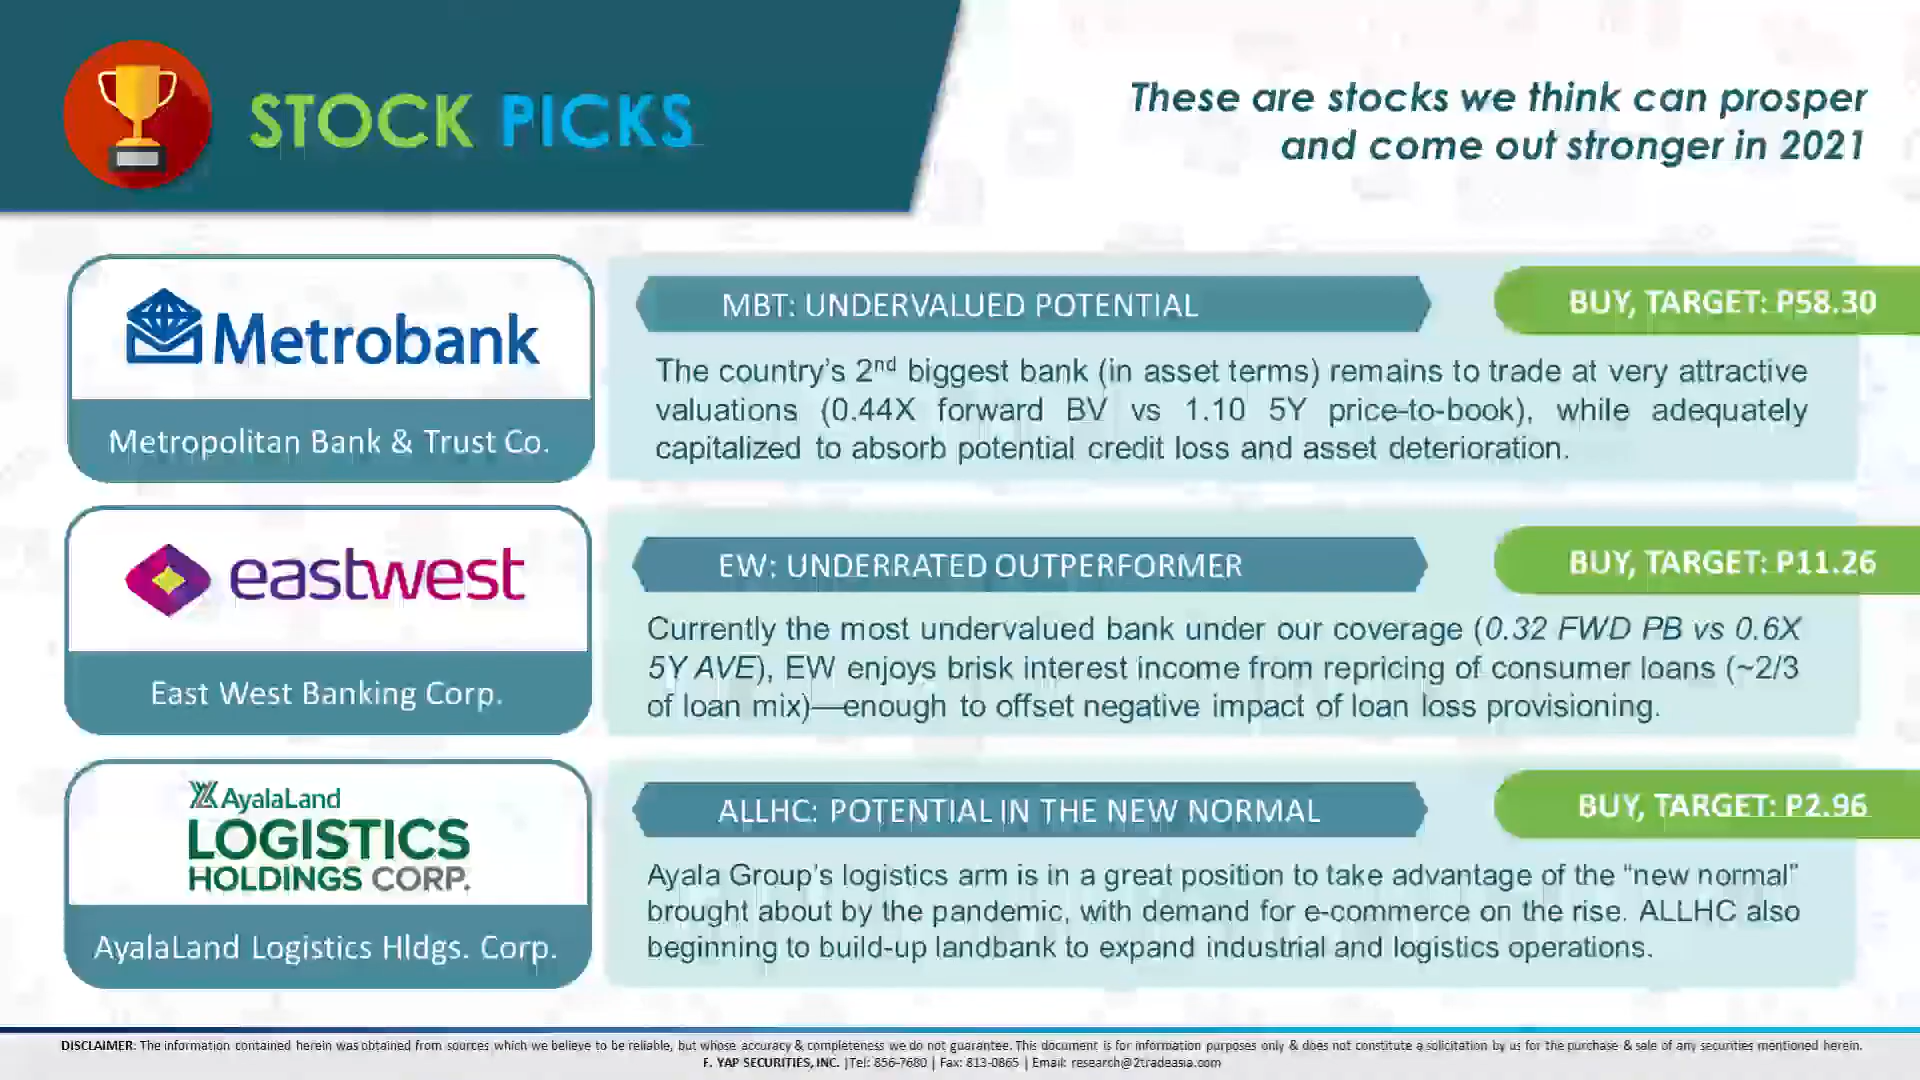 STOCK PICKS
These are stocks we think can prosper
and come out stronger in 2021
Metrobank
Metropolitan Bank & Trust Co.
MBT: UNDERVALUED POTENTIAL
BUY, TARGET: P58.30
The country's 2nd biggest bank (in asset terms) remains to trade at very attractive
valuations (0.44X forward BV vs 1.10 5Y price-to-book), while adequately
capitalized to absorb potential credit loss and asset deterioration.
eastwest
East West Banking Corp.
EW: UNDERRATED OUTPERFORMER
BUY, TARGET: P11.26
Currently the most undervalued bank under our coverage (0.32 FWD PB vs 0.6X
5Y AVE), EW enjoys brisk interest income from repricing of consumer loans (~2/3
of loan mix)—enough to offset negative impact of loan loss provisioning.
AyalaLand
LOGISTICS
HOLDINGS CORP.
AyalaLand Logistics Hldgs. Corp.
ALLHC: POTENTIAL IN THE NEW NORMAL
BUY, TARGET: P2.96
Ayala Group's logistics arm is in a great position to take advantage of the "new normal"
brought about by the pandemic, with demand for e-commerce on the rise. ALLHC also
beginning to build-up landbank to expand industrial and logistics operations.
DISCLAIMER: The information contained herein was obtained from sources which we believe to be reliable, but whose accuracy & completeness we do not guarantee. This document is for information purposes only & does not constitute a solicitation by us for the purchase & sale of any securities mentioned herein.
F. YAP SECURITIES, INC. |Tel: 856-7680 | Fax: 813-0865 | Email: research@2tradeasia.com